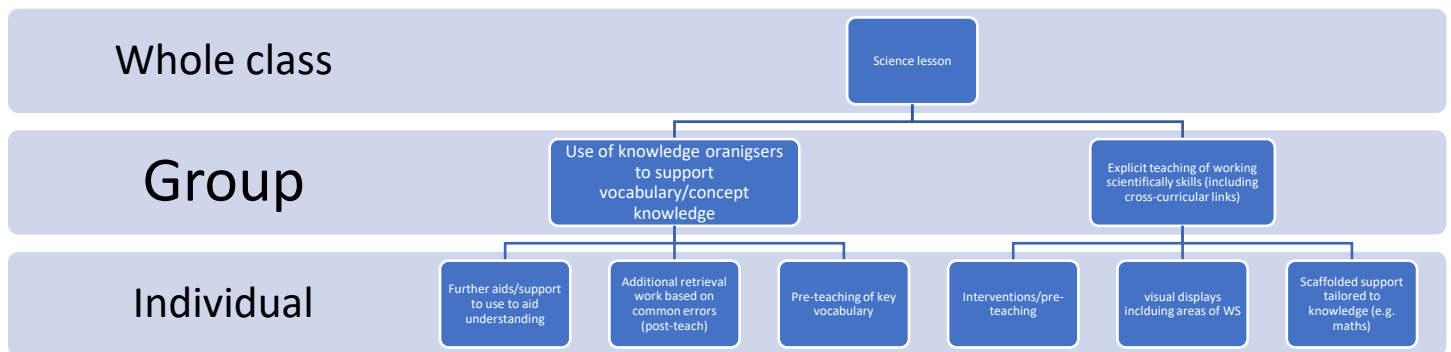 Whole class
Science lesson
Group
Use of knowledge oranigsers
to support
vocabulary/concept
knowledge
Explicit teaching of working
scientifically skills (including
cross-curricular links)
Individual
Further aids/support
to use to aid
understanding
Additional retrieval
work based on
common errors
(post-teach)
Pre-teaching of key
vocabulary
Interventions/pre-
teaching
visual displays
inclduing areas of WS
Scaffolded support
tailored to
knowledge (e.g.
maths)